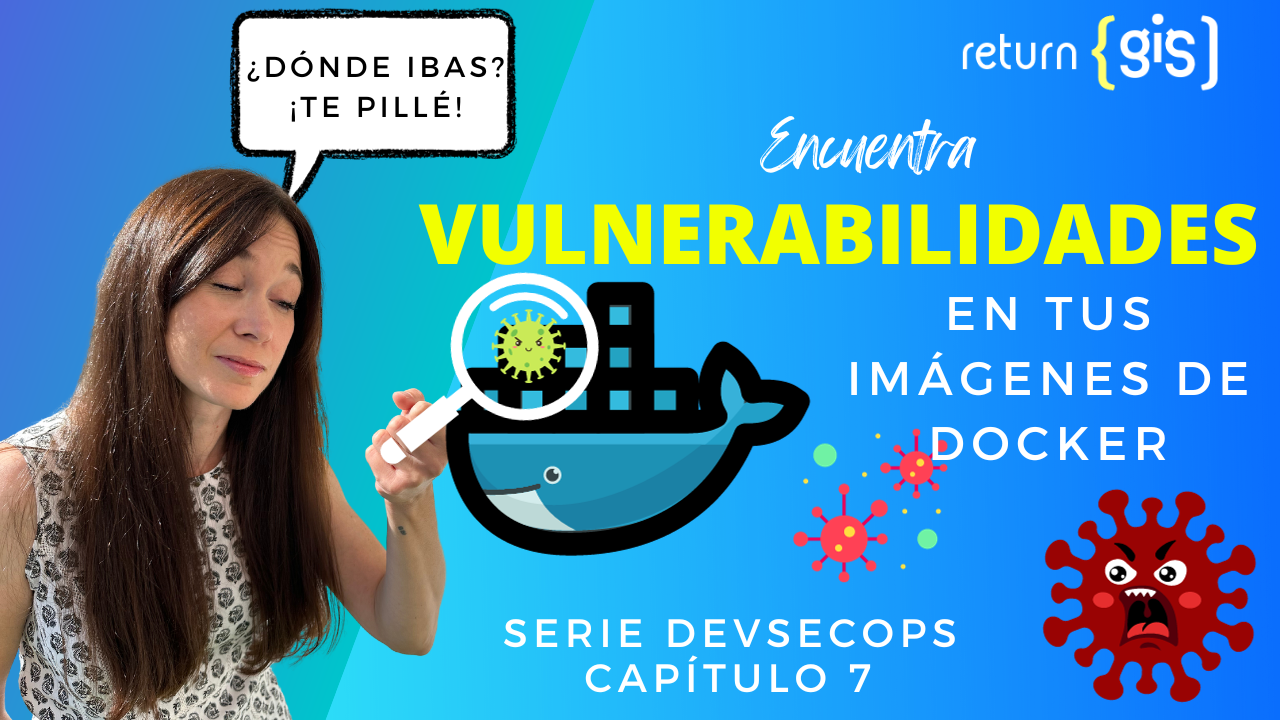 ¿DÓNDE IBAS?
¡TE PILLÉ!
return {gis}
Encuentra
VULNERABILIDADES
EN TUS
IMÁGENES DE
DOCKER
SERIE DEVSECOPS
CAPÍTULO 7